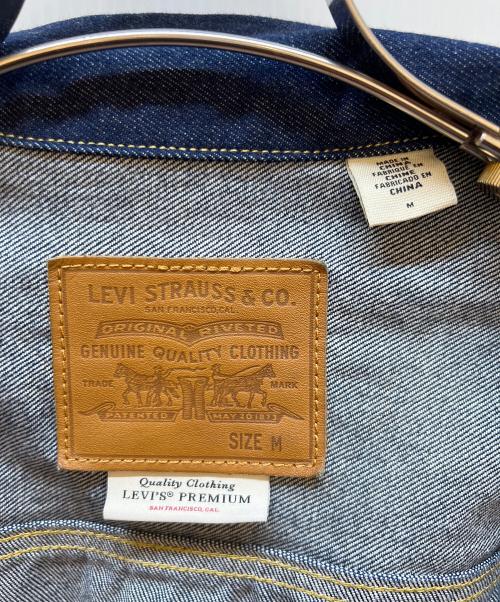 MADE IN
CHINA
FABRIQUÉ EN
CHINE
FABRICADO EN
CHINA
M
LEVI STRAUSS & CO.
SAN FRANCISCO, CAL.
ORIGINAL RIVETED
GENUINE QUALITY CLOTHING
TRADE MARK
PATENTED MAY 20 1873
SIZE M
Quality Clothing
LEVI'S® PREMIUM
SAN FRANCISCO, CAL.